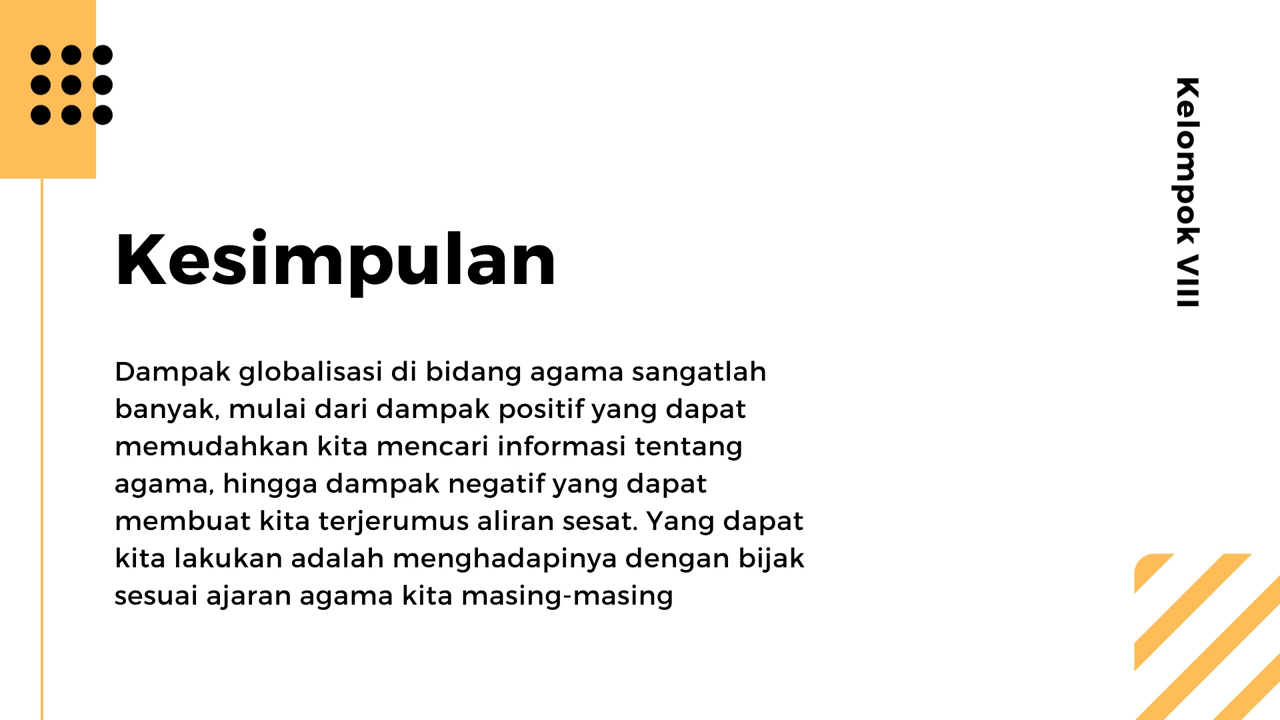 Kelompok VIII
Kesimpulan
Dampak globalisasi di bidang agama sangatlah
banyak, mulai dari dampak positif yang dapat
memudahkan kita mencari informasi tentang
agama, hingga dampak negatif yang dapat
membuat kita terjerumus aliran sesat. Yang dapat
kita lakukan adalah menghadapinya dengan bijak
sesuai ajaran agama kita masing-masing